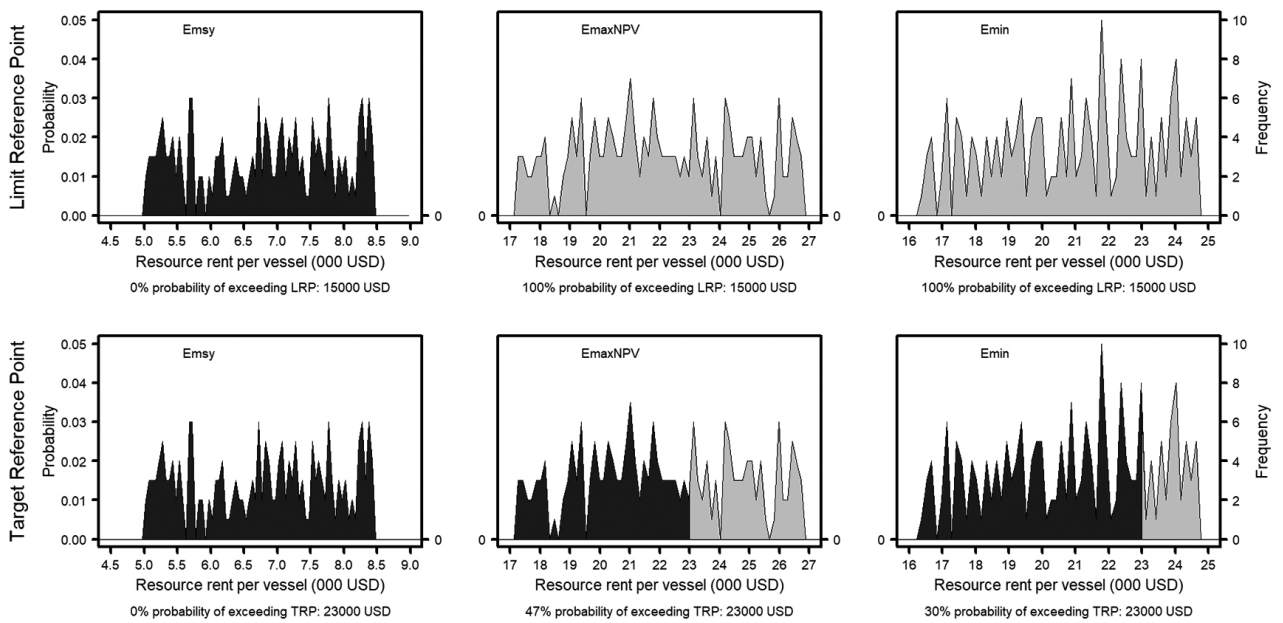 Limit Reference Point
Probability
0.05
0.04
0.03
0.02
0.01
0.00
Emsy
0
4.5 5.0 5.5 6.0 6.5 7.0 7.5 8.0 8.5 9.0
Resource rent per vessel (000 USD)
0% probability of exceeding LRP: 15000 USD
EmaxNPV
0 0
17 18 19 20 21 22 23 24 25 26 27
Resource rent per vessel (000 USD)
100% probability of exceeding LRP: 15000 USD
Emin
10
8
6
4
2
0
Frequency
16 17 18 19 20 21 22 23 24 25
Resource rent per vessel (000 USD)
100% probability of exceeding LRP: 15000 USD
Target Reference Point
Probability
0.05
0.04
0.03
0.02
0.01
0.00
Emsy
0
4.5 5.0 5.5 6.0 6.5 7.0 7.5 8.0 8.5 9.0
Resource rent per vessel (000 USD)
0% probability of exceeding TRP: 23000 USD
EmaxNPV
0 0
17 18 19 20 21 22 23 24 25 26 27
Resource rent per vessel (000 USD)
47% probability of exceeding TRP: 23000 USD
Emin
10
8
6
4
2
0
Frequency
16 17 18 19 20 21 22 23 24 25
Resource rent per vessel (000 USD)
30% probability of exceeding TRP: 23000 USD